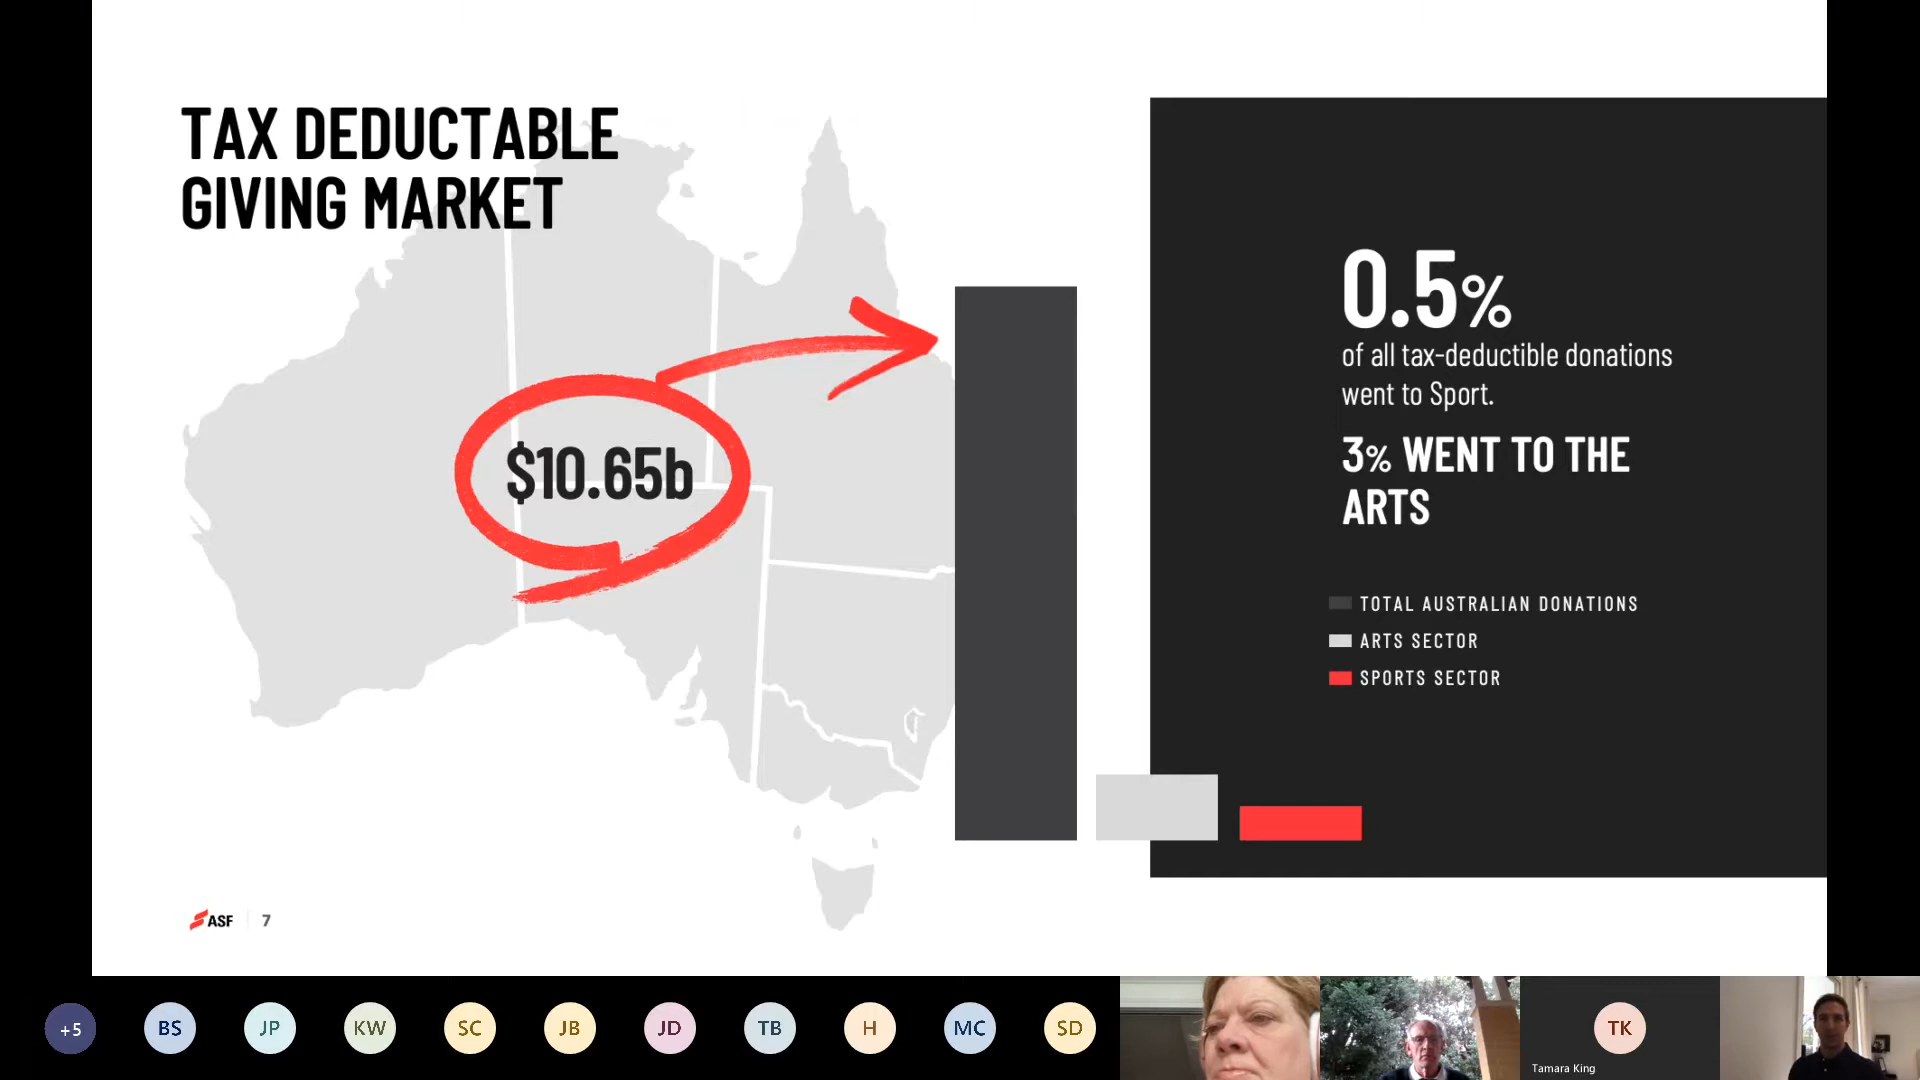 TAX DEDUCTABLE
GIVING MARKET
$10.65b
0.5%
of all tax-deductible donations
went to Sport.
3% WENT TO THE
ARTS
TOTAL AUSTRALIAN DONATIONS
ARTS SECTOR
SPORTS SECTOR
ASF 7
+5 BS JP KW SC JB JD TB H MC SD TK
Tamara King